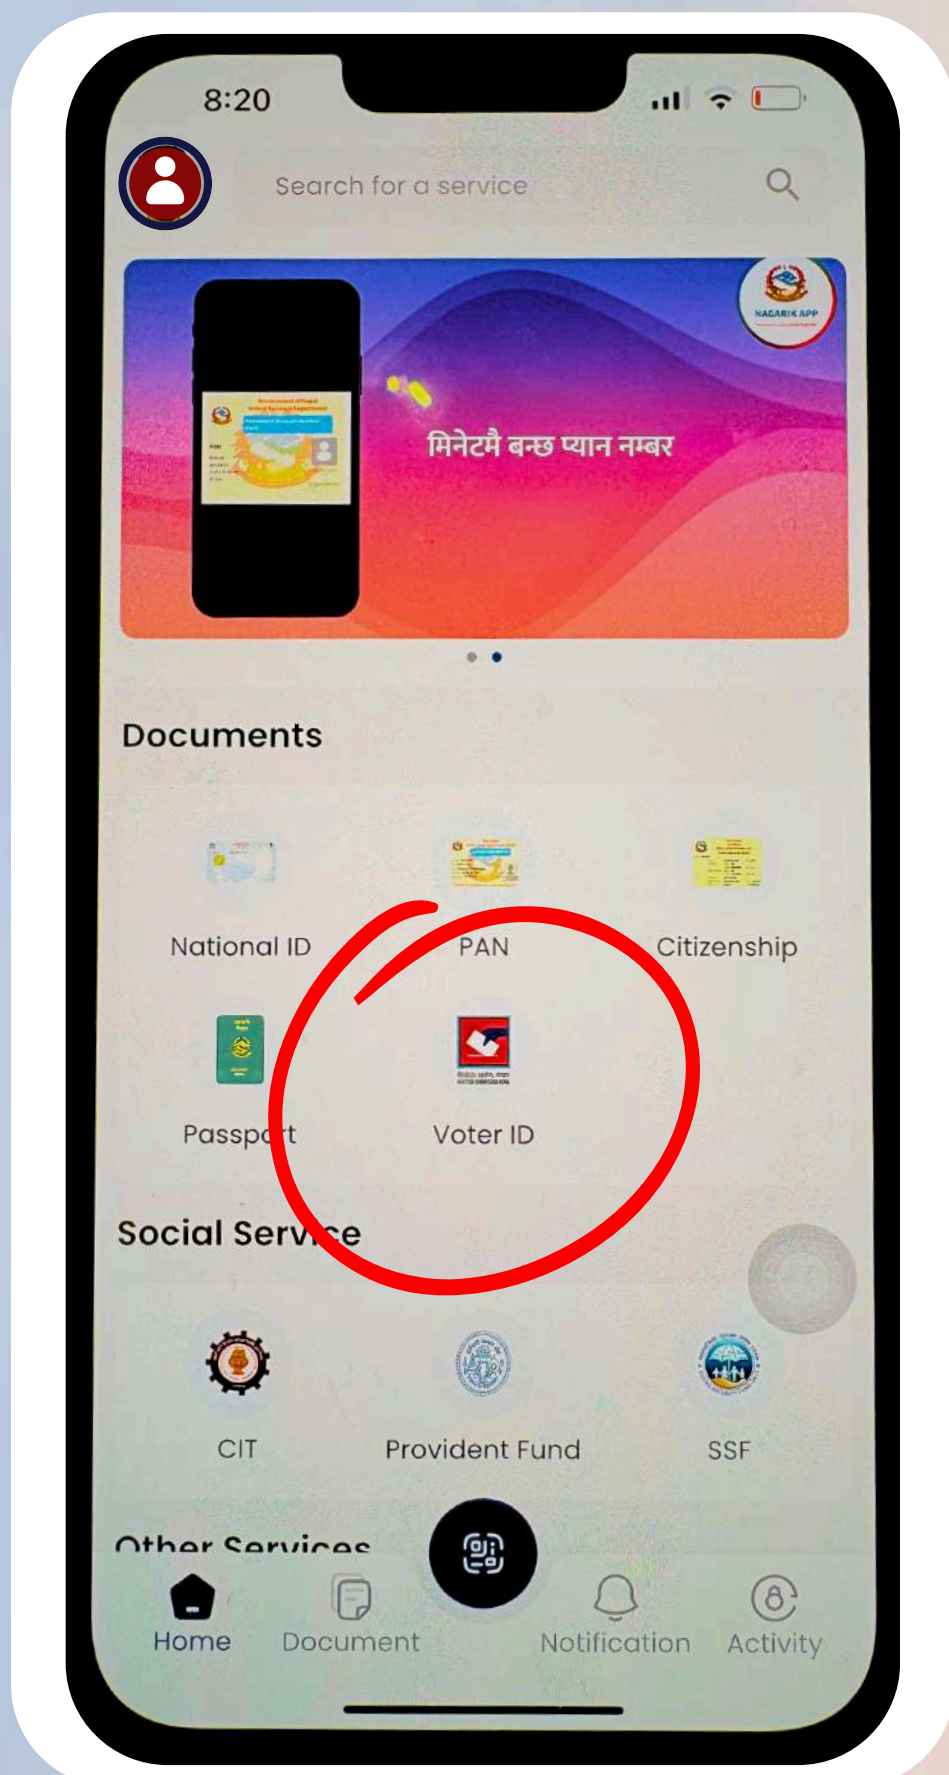 8:20
Search for a service
NAGARIK APP
मिनेटमै बन्छ प्यान नम्बर
Documents
National ID
PAN
Citizenship
Passport
Voter ID
Social Service
CIT
Provident Fund
SSF
Other Services
Home
Document
Notification
Activity